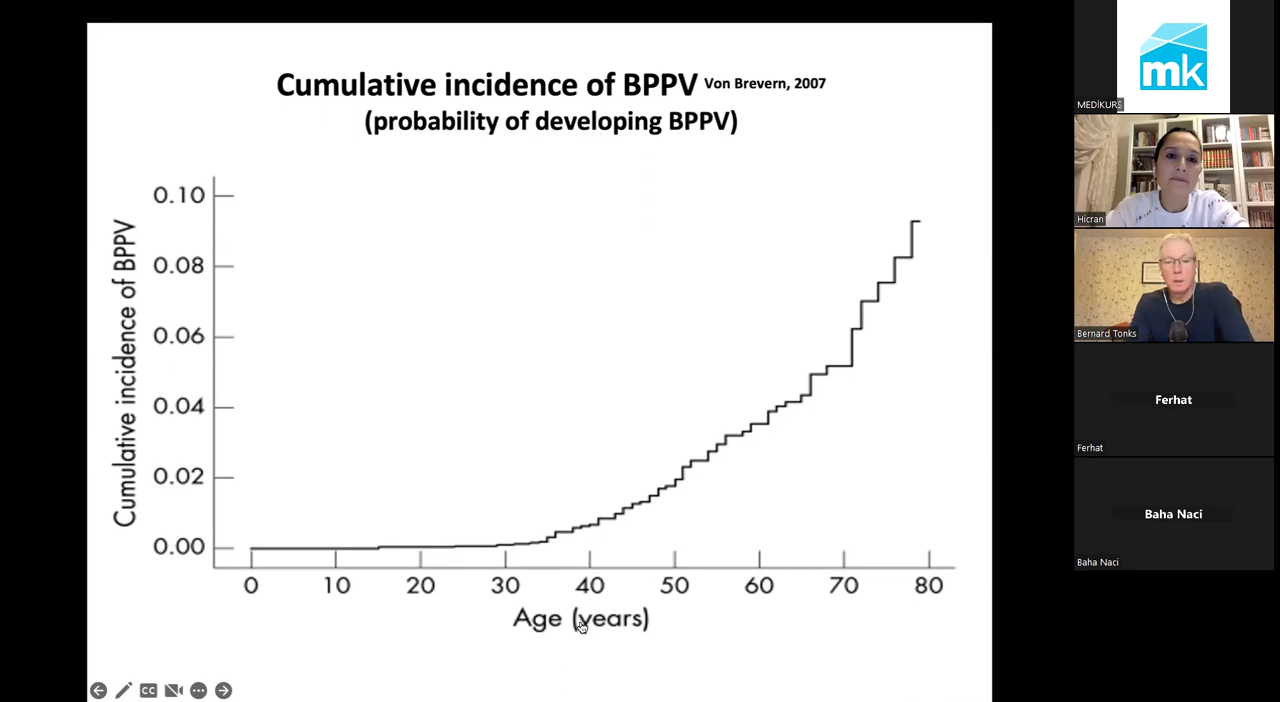 Cumulative incidence of BPPV Von Brevern, 2007
(probability of developing BPPV)
Cumulative incidence of BPPV
0.10
0.08
0.06
0.04
0.02
0.00
0 10 20 30 40 50 60 70 80
Age (years)
CC
mk
MEDİKURS
Hicran
Bernard Tonks
Ferhat
Ferhat
Baha Naci
Baha Naci